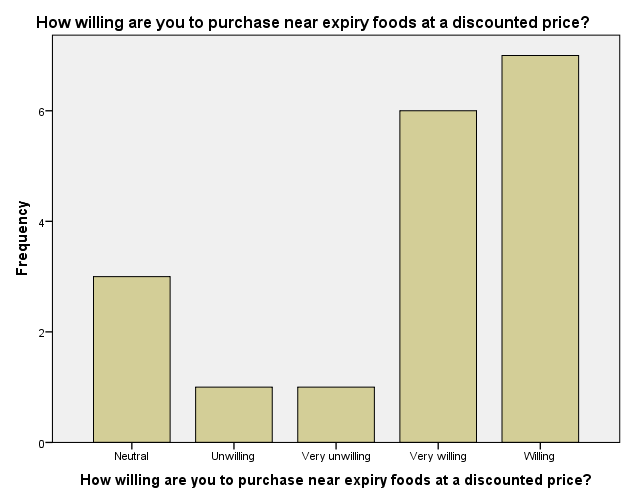 How willing are you to purchase near expiry foods at a discounted price?
Frequency
6
4
2
0
Neutral Unwilling Very unwilling Very willing Willing
How willing are you to purchase near expiry foods at a discounted price?